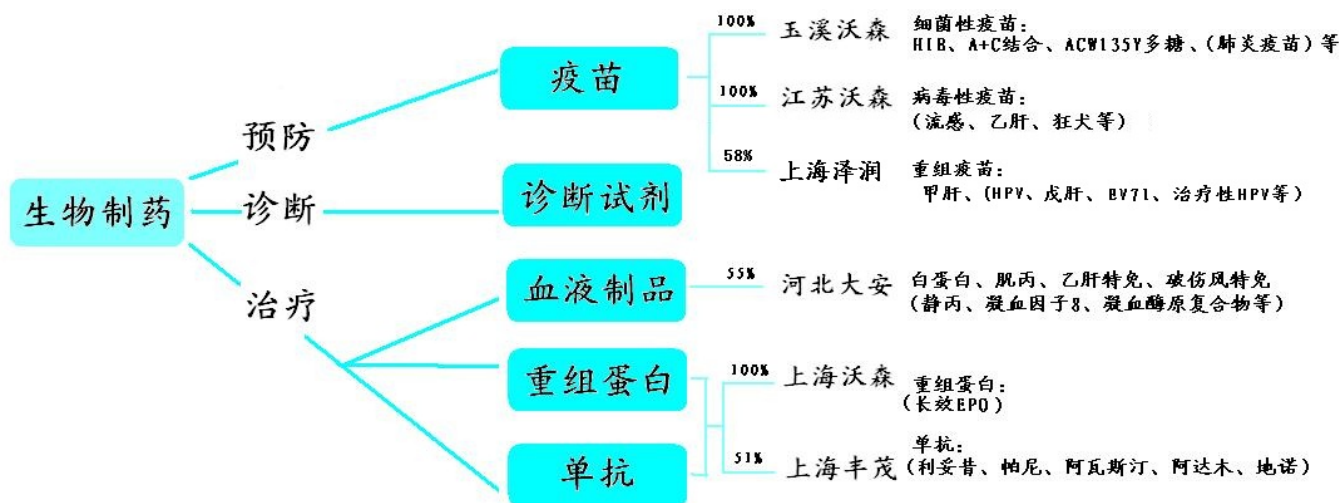 生物制药
预防
诊断
治疗
疫苗
诊断试剂
血液制品
重组蛋白
单抗
100% 玉溪沃森 细菌性疫苗：
HIB、A+C结合、ACW135Y多糖、(肺炎疫苗)等
100% 江苏沃森 病毒性疫苗：
(流感、乙肝、狂犬等)
58% 上海泽润 重组疫苗：
甲肝、(HPV、戊肝、EV71、治疗性HPV等)
55% 河北大安 白蛋白、肌丙、乙肝特免、破伤风特免
(静丙、凝血因子8、凝血酶原复合物等)
100% 上海沃森 重组蛋白：
(长效EPO)
单抗：
51% 上海丰茂 (利妥昔、帕尼、阿瓦斯汀、阿达木、地诺)